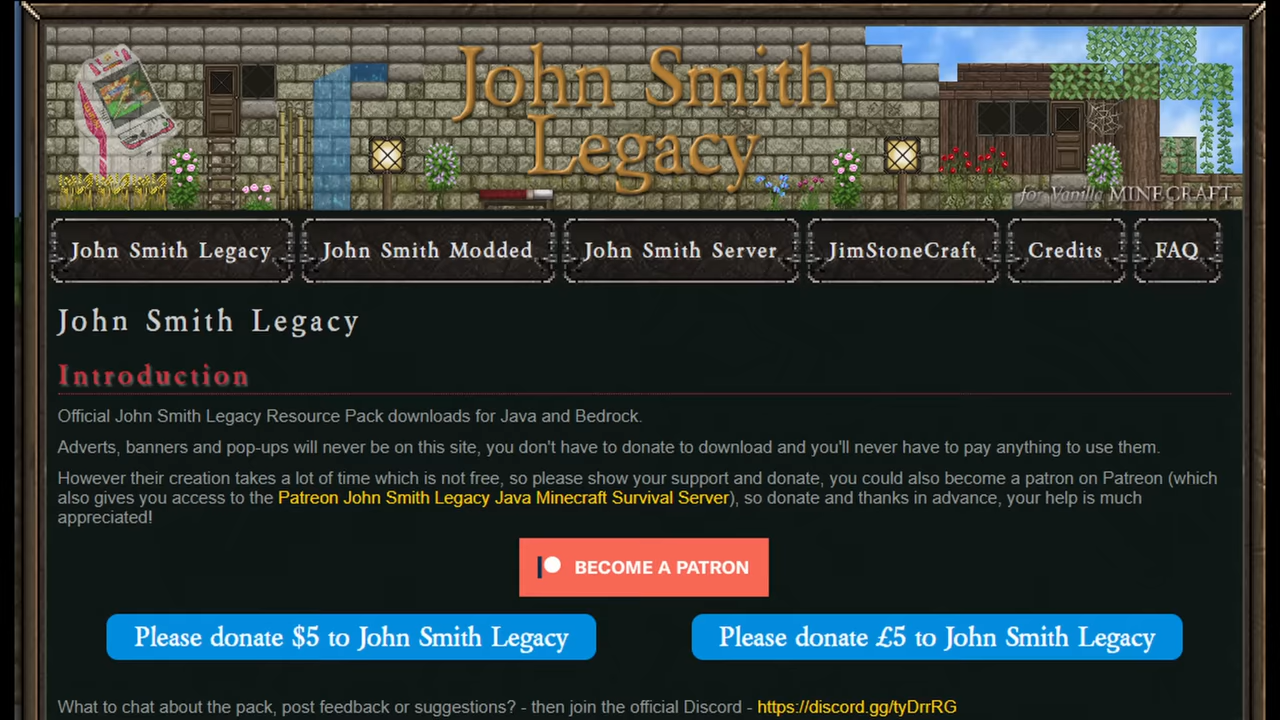 John Smith
Legacy
for Vanilla MINECRAFT
John Smith Legacy
John Smith Modded
John Smith Server
JimStoneCraft
Credits
FAQ
John Smith Legacy
Introduction
Official John Smith Legacy Resource Pack downloads for Java and Bedrock.
Adverts, banners and pop-ups will never be on this site, you don't have to donate to download and you'll never have to pay anything to use them.
However their creation takes a lot of time which is not free, so please show your support and donate, you could also become a patron on Patreon (which
also gives you access to the Patreon John Smith Legacy Java Minecraft Survival Server), so donate and thanks in advance, your help is much
appreciated!
BECOME A PATRON
Please donate $5 to John Smith Legacy
Please donate £5 to John Smith Legacy
What to chat about the pack, post feedback or suggestions? - then join the official Discord - https://discord.gg/tyDrrRG